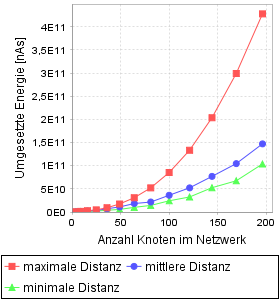 Umgesetzte Energie [nAs]
4E11
3,5E11
3E11
2,5E11
2E11
1,5E11
1E11
5E10
0E0
0 50 100 150 200
Anzahl Knoten im Netzwerk
maximale Distanz mittlere Distanz
minimale Distanz